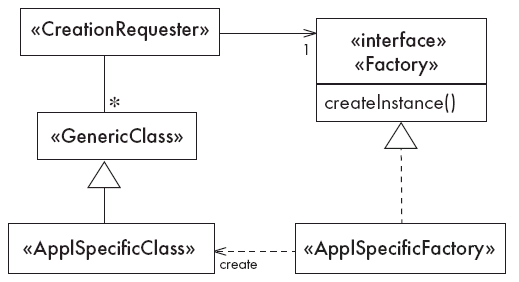 «CreationRequester»
1
«interface»
«Factory»
createInstance()
*
«GenericClass»
«ApplSpecificClass»
create
«ApplSpecificFactory»